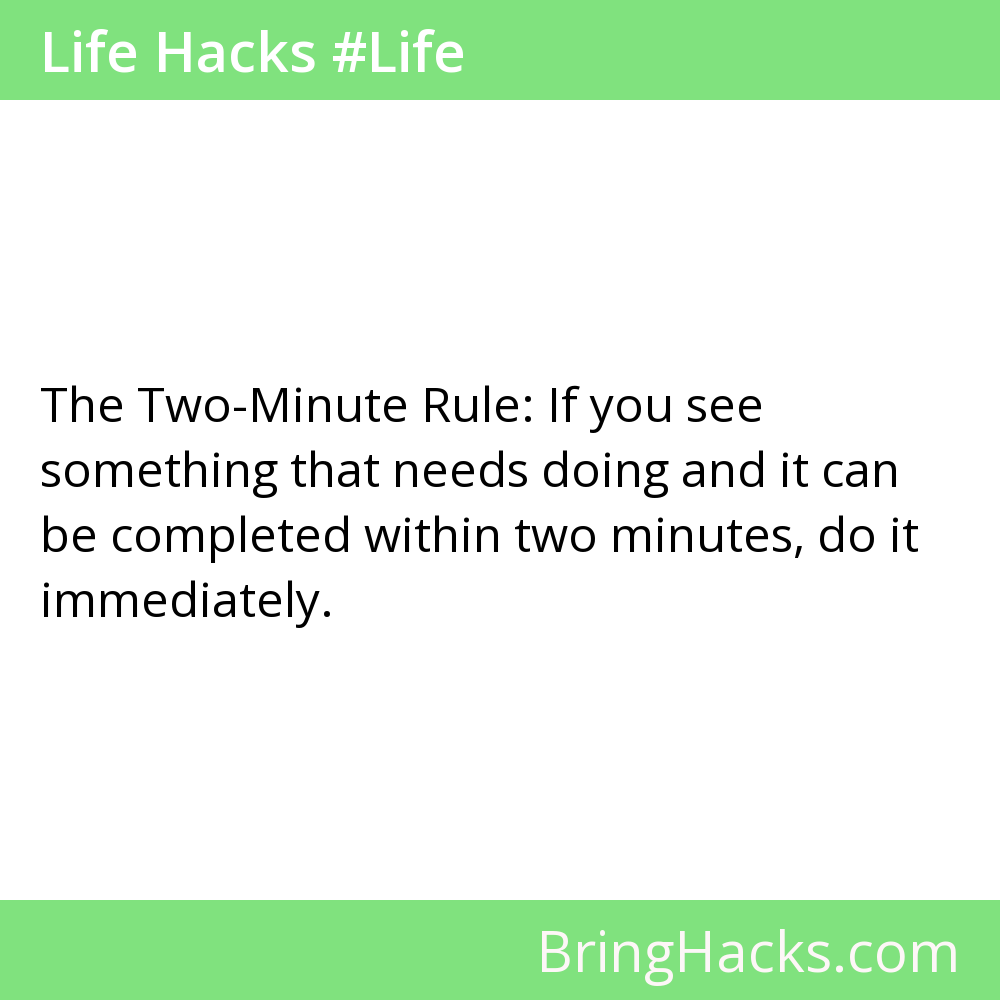 Life Hacks #Life
The Two-Minute Rule: If you see
something that needs doing and it can
be completed within two minutes, do it
immediately.
BringHacks.com